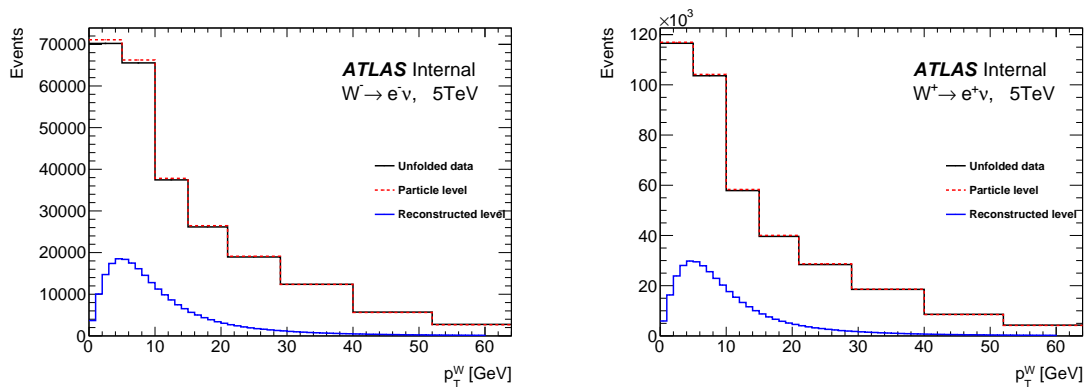 Events
70000
60000
50000
40000
30000
20000
10000
0
ATLAS Internal
W⁻→ e⁻ν, 5TeV
Unfolded data
Particle level
Reconstructed level
0 10 20 30 40 50 60
p_T^W [GeV]
×10³
Events
120
100
80
60
40
20
0
ATLAS Internal
W⁺→ e⁺ν, 5TeV
Unfolded data
Particle level
Reconstructed level
0 10 20 30 40 50 60
p_T^W [GeV]